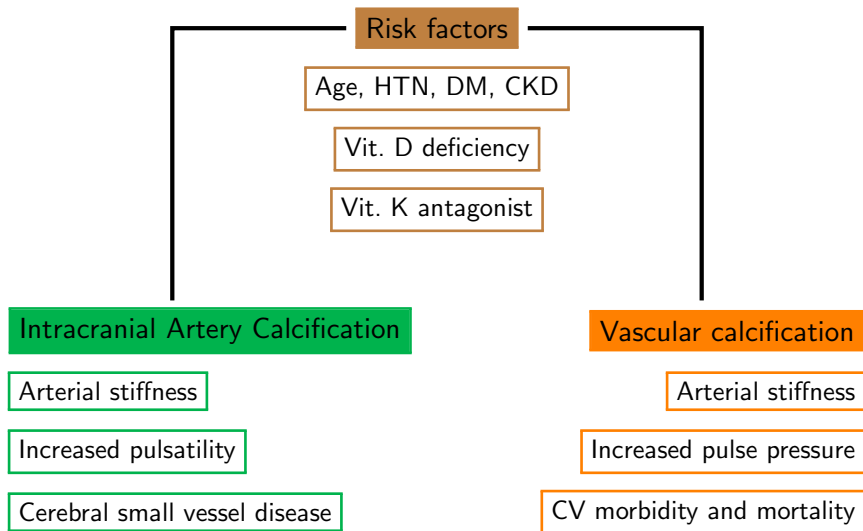 Risk factors
Age, HTN, DM, CKD
Vit. D deficiency
Vit. K antagonist
Intracranial Artery Calcification
Arterial stiffness
Increased pulsatility
Cerebral small vessel disease
Vascular calcification
Arterial stiffness
Increased pulse pressure
CV morbidity and mortality